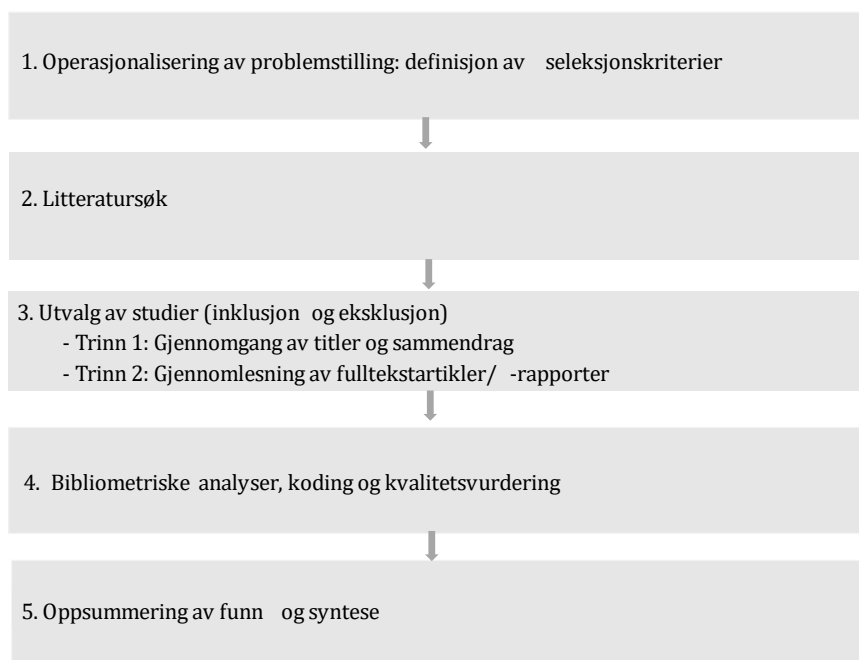 1. Operasjonalisering av problemstilling: definisjon av seleksjonskriterier
2. Litteratursøk
3. Utvalg av studier (inklusjon og eksklusjon)
- Trinn 1: Gjennomgang av titler og sammendrag
- Trinn 2: Gjennomlesning av fulltekstartikler/ -rapporter
4. Bibliometriske analyser, koding og kvalitetsvurdering
5. Oppsummering av funn og syntese